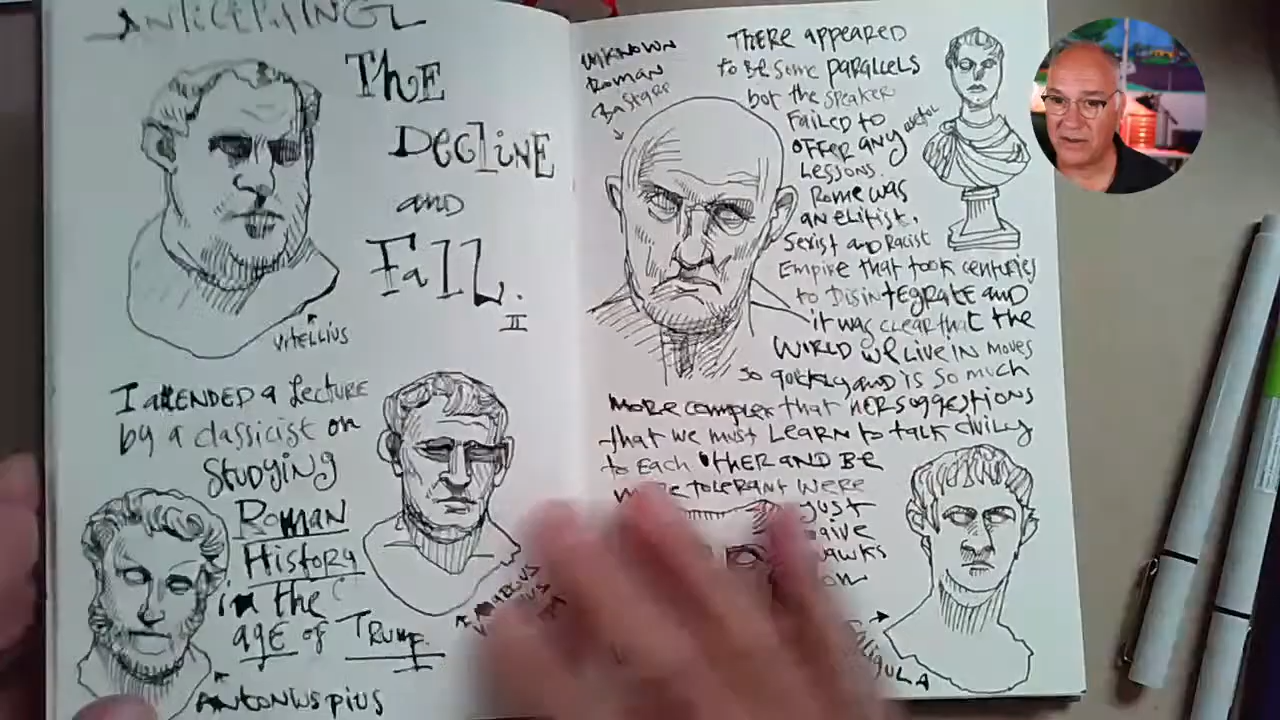 ANTICIPATING
THE
DECLINE
and
FALL.
II
VITELLIUS
I ATTENDED A LECTURE
by a classicist on
STUDYING
ROMAN
HISTORY
in the
age of TRUMP.
ANTONIUS PIUS
UNKNOWN
ROMAN
BASTARD
THERE appeared
to BE some parallels
but the speaker
FAILED to
OFFER ANY useful
LESSONS.
ROME was
AN elitist,
Sexist and Racist
Empire that took centuries
to DISINTEGRATE AND
it was CLEAR that the
WORLD WE LIVE IN moves
SO quickly and is so much
More complex that HER suggestions
that we must LEARN to talk civilly
to Each OTHER AND BE
tolerant WERE
just
CALIGULA